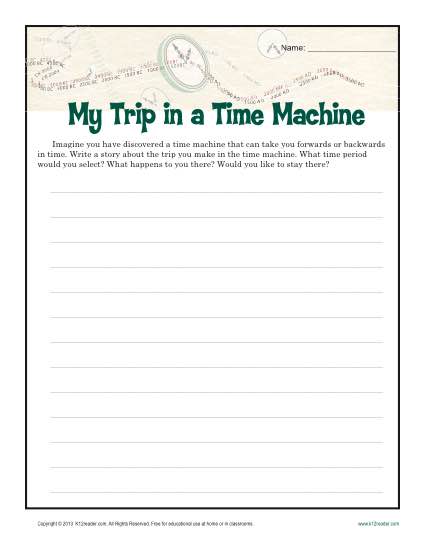 Name:
My Trip in a Time Machine
Imagine you have discovered a time machine that can take you forwards or backwards
in time. Write a story about the trip you make in the time machine. What time period
would you select? What happens to you there? Would you like to stay there?
Copyright © 2013 K12reader.com. All Rights Reserved. Free for educational use at home or in classrooms.
www.k12reader.com